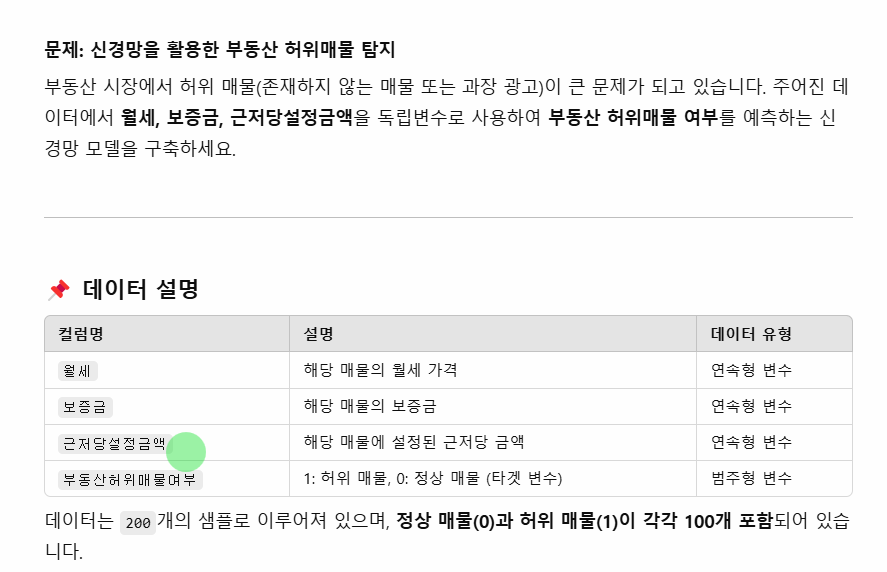 문제: 신경망을 활용한 부동산 허위매물 탐지
부동산 시장에서 허위 매물(존재하지 않는 매물 또는 과장 광고)이 큰 문제가 되고 있습니다. 주어진 데
이터에서 월세, 보증금, 근저당설정금액을 독립변수로 사용하여 부동산 허위매물 여부를 예측하는 신
경망 모델을 구축하세요.
데이터 설명
컬럼명 설명 데이터 유형
월세 해당 매물의 월세 가격 연속형 변수
보증금 해당 매물의 보증금 연속형 변수
근저당설정금액 해당 매물에 설정된 근저당 금액 연속형 변수
부동산허위매물여부 1: 허위 매물, 0: 정상 매물 (타겟 변수) 범주형 변수
데이터는 200개의 샘플로 이루어져 있으며, 정상 매물(0)과 허위 매물(1)이 각각 100개 포함되어 있습
니다.